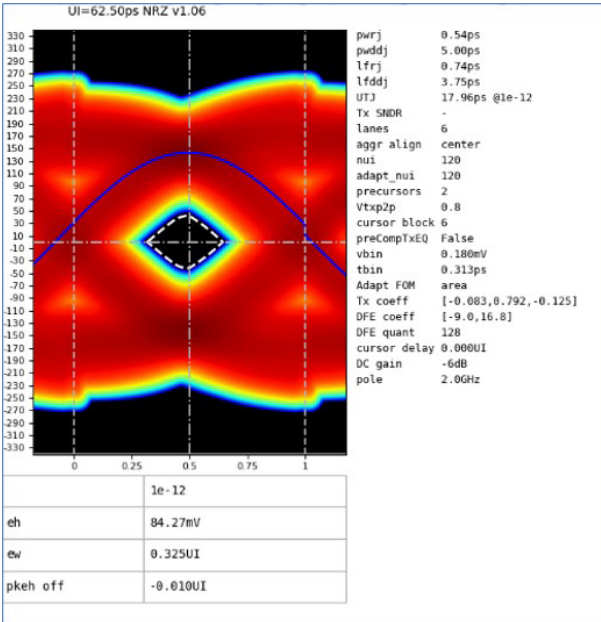 UI=62.50ps NRZ v1.06
330
310
290
270
250
230
210
190
170
150
130
110
90
70
50
30
10
-10
-30
-50
-70
-90
-110
-130
-150
-170
-190
-210
-230
-250
-270
-290
-310
-330
0 0.25 0.5 0.75 1
pwrj 0.54ps
pwddj 5.00ps
lfrj 0.74ps
lfddj 3.75ps
UTJ 17.96ps @1e-12
Tx SNDR -
lanes 6
aggr align center
nui 120
adapt_nui 120
precursors 2
Vtxp2p 0.8
cursor block 6
preCompTxEQ False
vbin 0.180mV
tbin 0.313ps
Adapt FOM area
Tx coeff [-0.083,0.792,-0.125]
DFE coeff [-9.0,16.8]
DFE quant 128
cursor delay 0.000UI
DC gain -6dB
pole 2.0GHz
1e-12
eh 84.27mV
ew 0.325UI
pkeh off -0.010UI